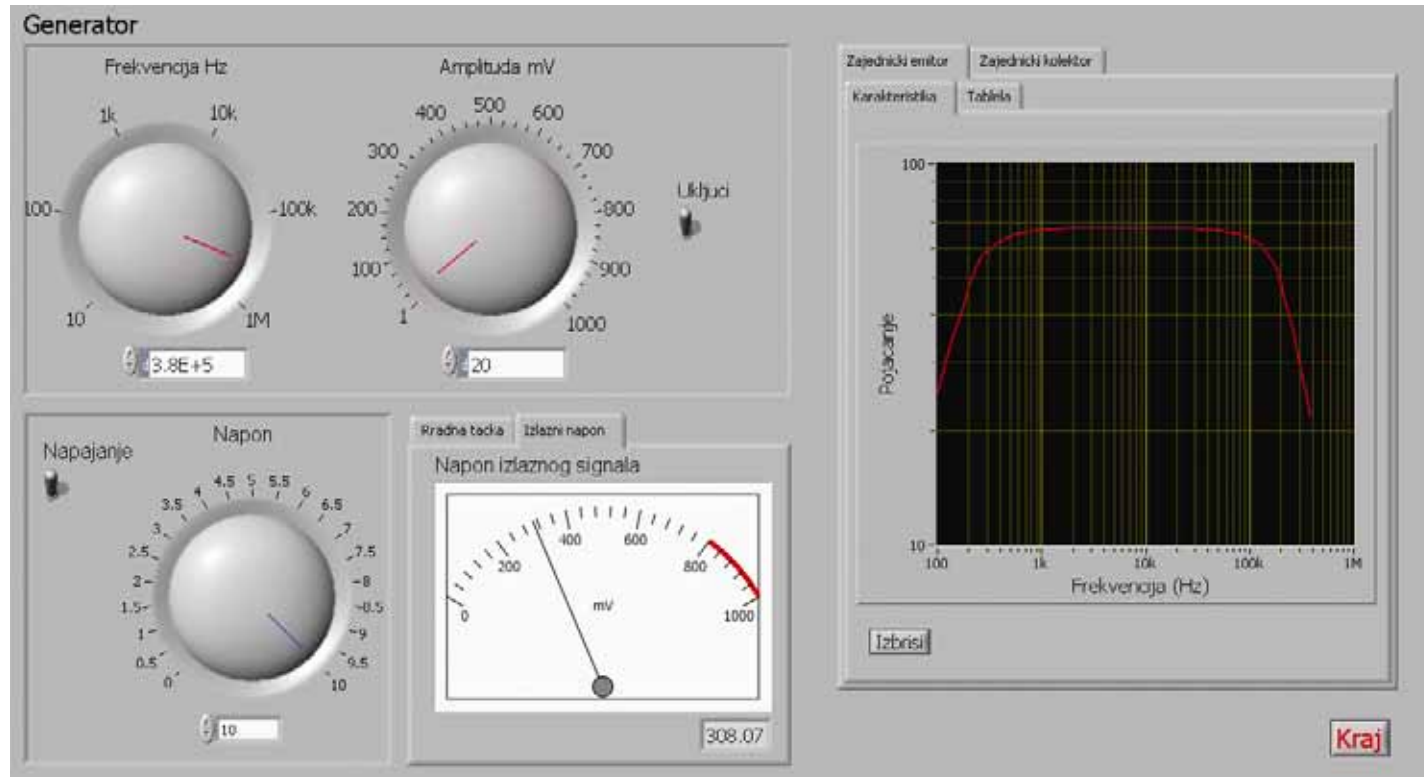 Generator
Frekvencija Hz
1k
10k
100
100k
10
1M
3.8E+5
Amplituda mV
500
400
600
300
700
200
800
100
900
1
1000
20
Ukljuci
Napajanje
Napon
4.5 5 5.5
4
6
3.5
6.5
3
7
2.5
7.5
2
8
1.5
8.5
1
9
0.5
9.5
0
10
10
Rradna tacka
Izlazni napon
Napon izlaznog signala
400
600
200
800
0
mV
1000
308.07
Zajednicki emitor
Zajednicki kolektor
Karakteristika
Tablela
100
Pojacanje
10
100
1k
10k
100k
1M
Frekvencija (Hz)
Izbrisi
Kraj